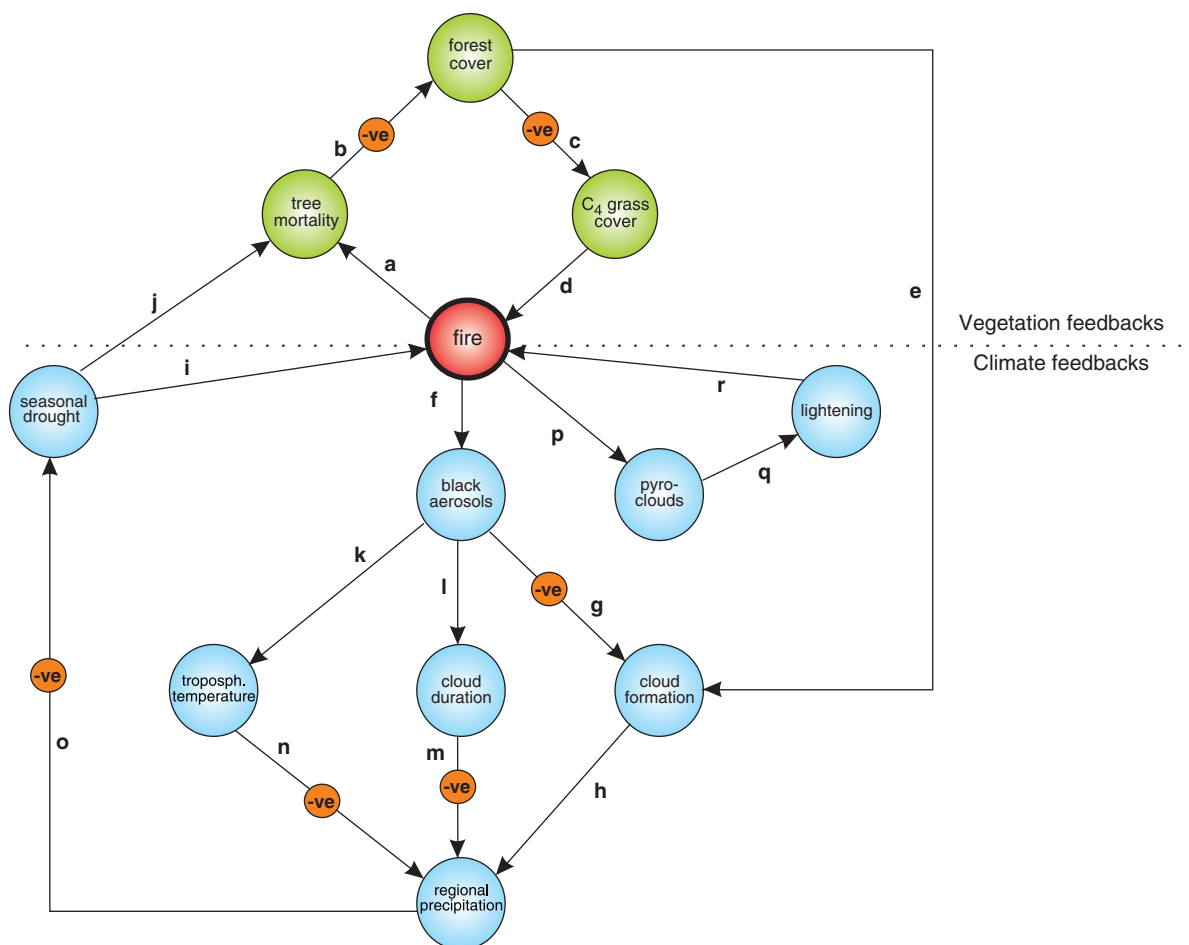 forest
cover
-ve
-ve
b
c
tree
mortality
C4 grass
cover
a
d
e
j
fire
Vegetation feedbacks
Climate feedbacks
i
r
seasonal
drought
f
lightening
p
black
aerosols
pyro-
clouds
q
k
l
-ve
g
-ve
troposph.
temperature
cloud
duration
cloud
formation
o
n
m
-ve
-ve
h
regional
precipitation